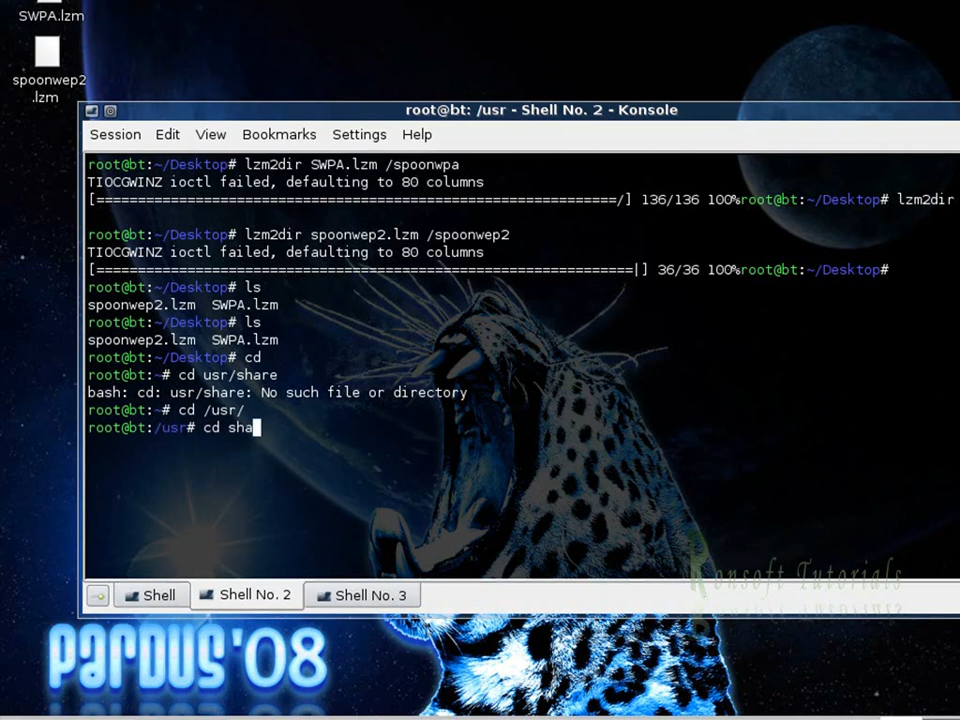 SWPA.lzm
spoonwep2
.lzm
root@bt: /usr - Shell No. 2 - Konsole
Session Edit View Bookmarks Settings Help
root@bt:~/Desktop# lzm2dir SWPA.lzm /spoonwpa
TIOCGWINZ ioctl failed, defaulting to 80 columns
[============================================================/] 136/136 100%root@bt:~/Desktop# lzm2dir
root@bt:~/Desktop# lzm2dir spoonwep2.lzm /spoonwep2
TIOCGWINZ ioctl failed, defaulting to 80 columns
[==============================================================|] 36/36 100%root@bt:~/Desktop#
root@bt:~/Desktop# ls
spoonwep2.lzm SWPA.lzm
root@bt:~/Desktop# ls
spoonwep2.lzm SWPA.lzm
root@bt:~/Desktop# cd
root@bt:~# cd usr/share
bash: cd: usr/share: No such file or directory
root@bt:~# cd /usr/
root@bt:/usr# cd sha
Konsoft Tutorials
Shell Shell No. 2 Shell No. 3
PARDUS'08